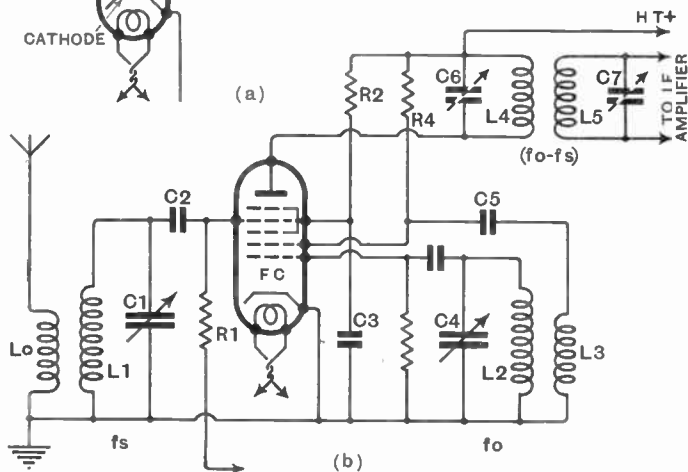 CATHODE
(a)
HT+
C6
L4
L5
C7
TO IF
AMPLIFIER
R2
R4
(fo-fs)
C2
C5
FC
C1
R1
C3
C4
Lo
L1
L2
L3
fs
(b)
fo